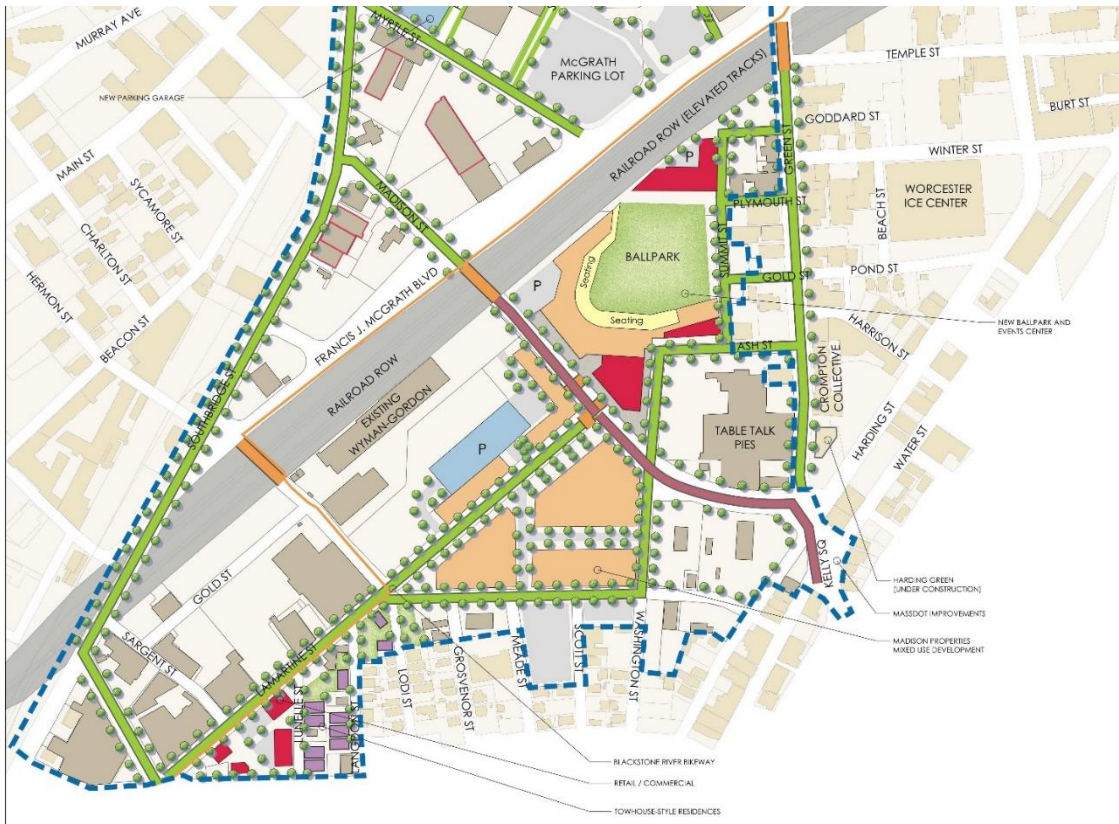 MURRAY AVE
MYRTLE ST
ST
McGRATH
PARKING LOT
TEMPLE ST
BURT ST
NEW PARKING GARAGE
RAILROAD ROW (ELEVATED TRACKS)
GODDARD ST
GREEN ST
WINTER ST
MAIN ST
SYCAMORE ST
CHARLTON ST
MADISON ST
P
PLYMOUTH ST
BEACH ST
WORCESTER
ICE CENTER
HERMON ST
BEACON ST
FRANCIS J. McGRATH BLVD
BALLPARK
SUMMIT ST
GOLD ST
POND ST
P
Seating
Seating
HARRISON ST
NEW BALLPARK AND
EVENTS CENTER
ASH ST
SOUTHBRIDGE ST
RAILROAD ROW
EXISTING
WYMAN-GORDON
CROMPTON
COLLECTIVE
HARDING ST
WATER ST
TABLE TALK
PIES
P
GOLD ST
KELLY SQ
HARDING GREEN
(UNDER CONSTRUCTION)
MASSDOT IMPROVEMENTS
MADISON PROPERTIES
MIXED USE DEVELOPMENT
SARGENT ST
LAMARTINE ST
LUNELLE ST
LANGDON ST
LODI ST
GROSVENOR ST
MEADE ST
SCOTT ST
WASHINGTON ST
BLACKSTONE RIVER BIKEWAY
RETAIL / COMMERCIAL
TOWHOUSE-STYLE RESIDENCES